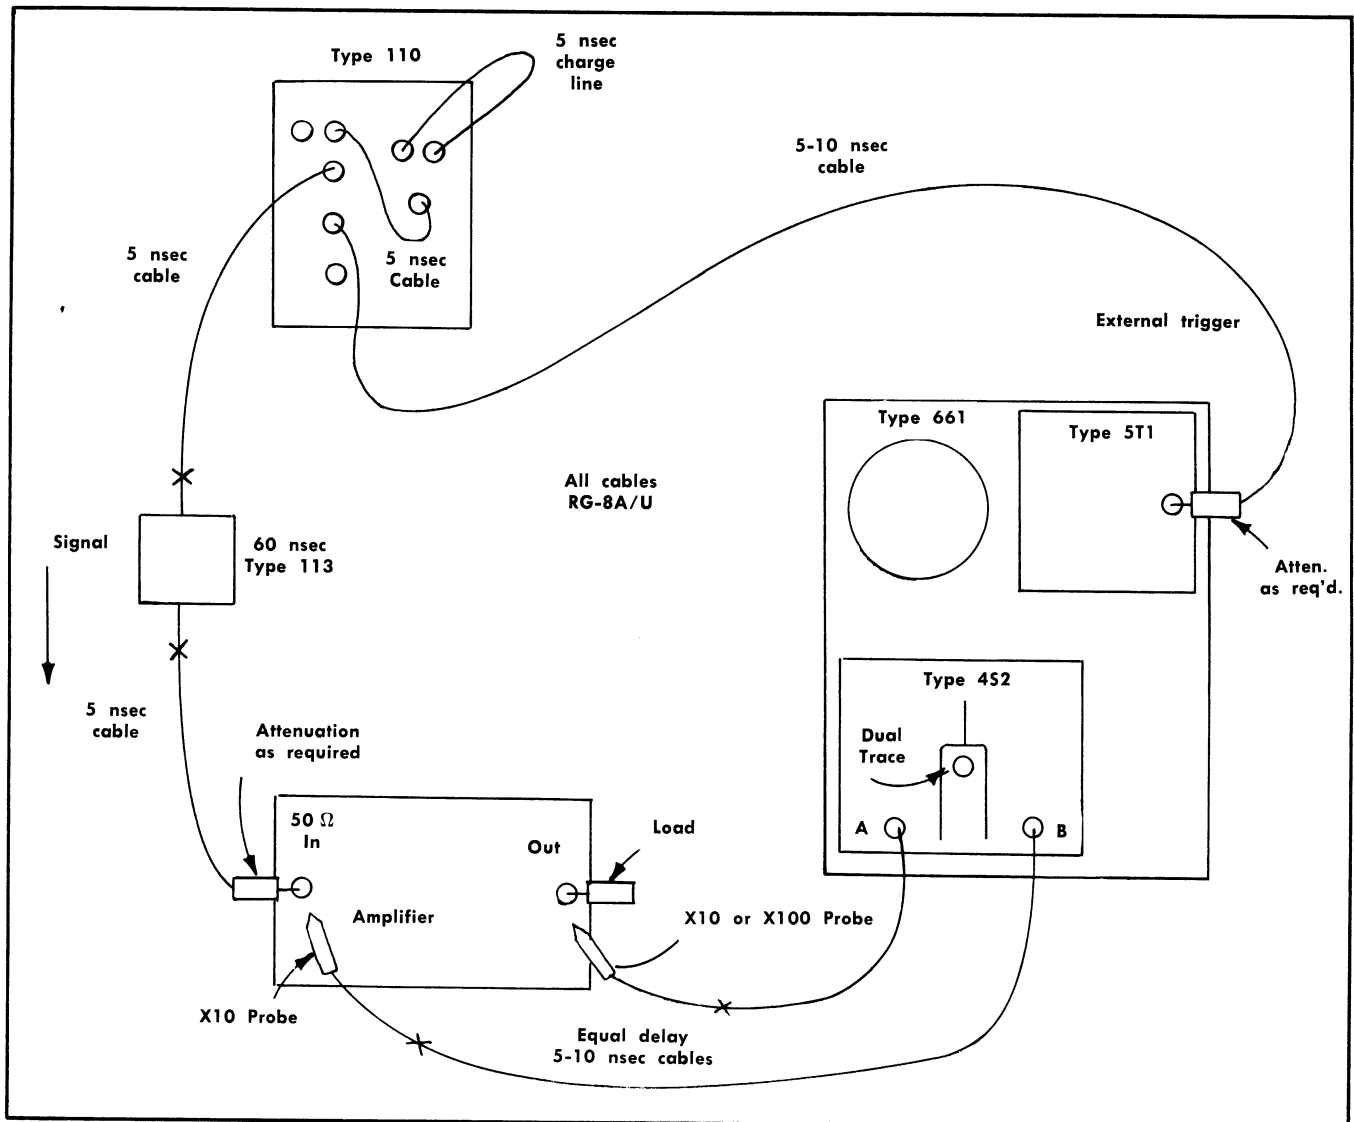 Type 110
5 nsec
charge
line
5-10 nsec
cable
5 nsec
cable
5 nsec
Cable
External trigger
Type 661
Type 5T1
All cables
RG-8A/U
Signal
60 nsec
Type 113
Atten.
as req'd.
Type 4S2
5 nsec
cable
Attenuation
as required
Dual
Trace
50 Ω
In
Out
Load
A
B
Amplifier
X10 or X100 Probe
X10 Probe
Equal delay
5-10 nsec cables